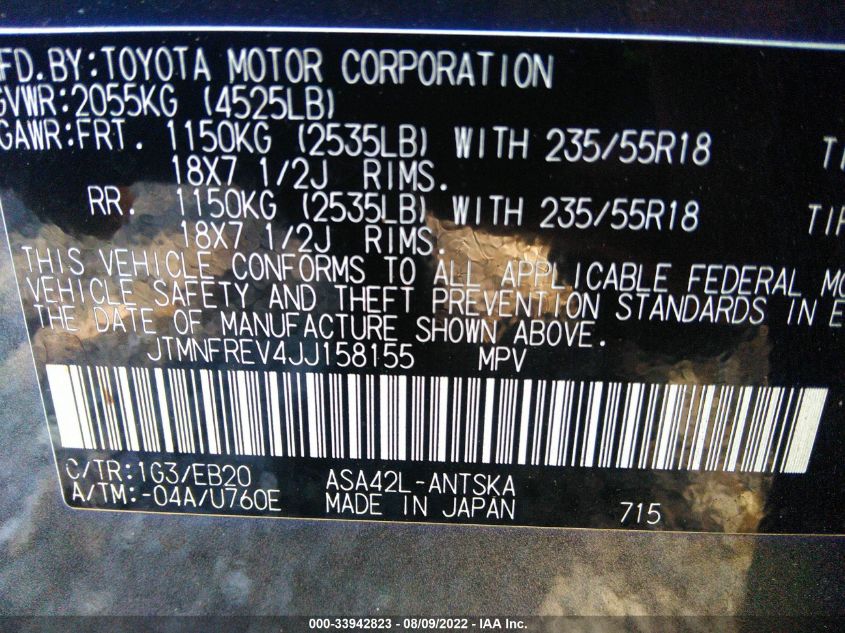 FD.BY:TOYOTA MOTOR CORPORATION
GVWR:2055KG (4525LB)
GAWR:FRT. 1150KG (2535LB) WITH 235/55R18
18X7 1/2J RIMS.
RR. 1150KG (2535LB) WITH 235/55R18
18X7 1/2J RIMS.
THIS VEHICLE CONFORMS TO ALL APPLICABLE FEDERAL MO
VEHICLE SAFETY AND THEFT PREVENTION STANDARDS IN E
THE DATE OF MANUFACTURE SHOWN ABOVE.
JTMNFREV4JJ158155 MPV
C/TR:1G3/EB20 ASA42L-ANTSKA
A/TM:-04A/U760E MADE IN JAPAN 715
000-33942823 - 08/09/2022 - IAA Inc.